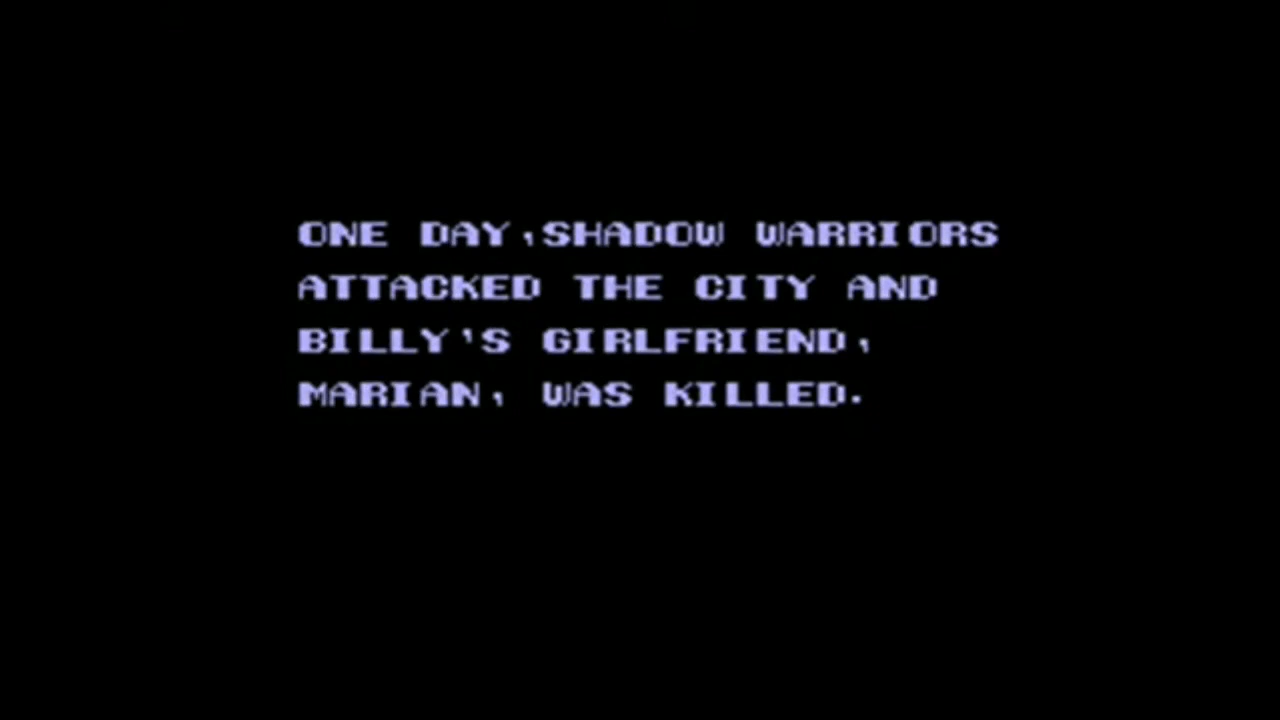 ONE DAY,SHADOW WARRIORS
ATTACKED THE CITY AND
BILLY'S GIRLFRIEND,
MARIAN, WAS KILLED.